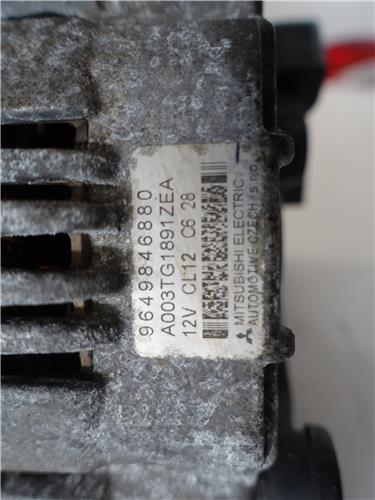 9649846880
A003TG1891ZEA
12V CL12 C6 28
MITSUBISHI ELECTRIC
AUTOMOTIVE CZECH s.r.o.